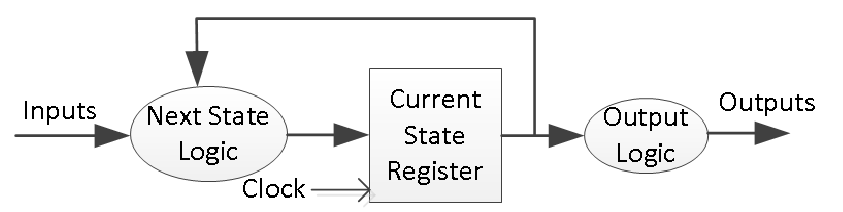 Inputs
Next State
Logic
Clock
Current
State
Register
Output
Logic
Outputs